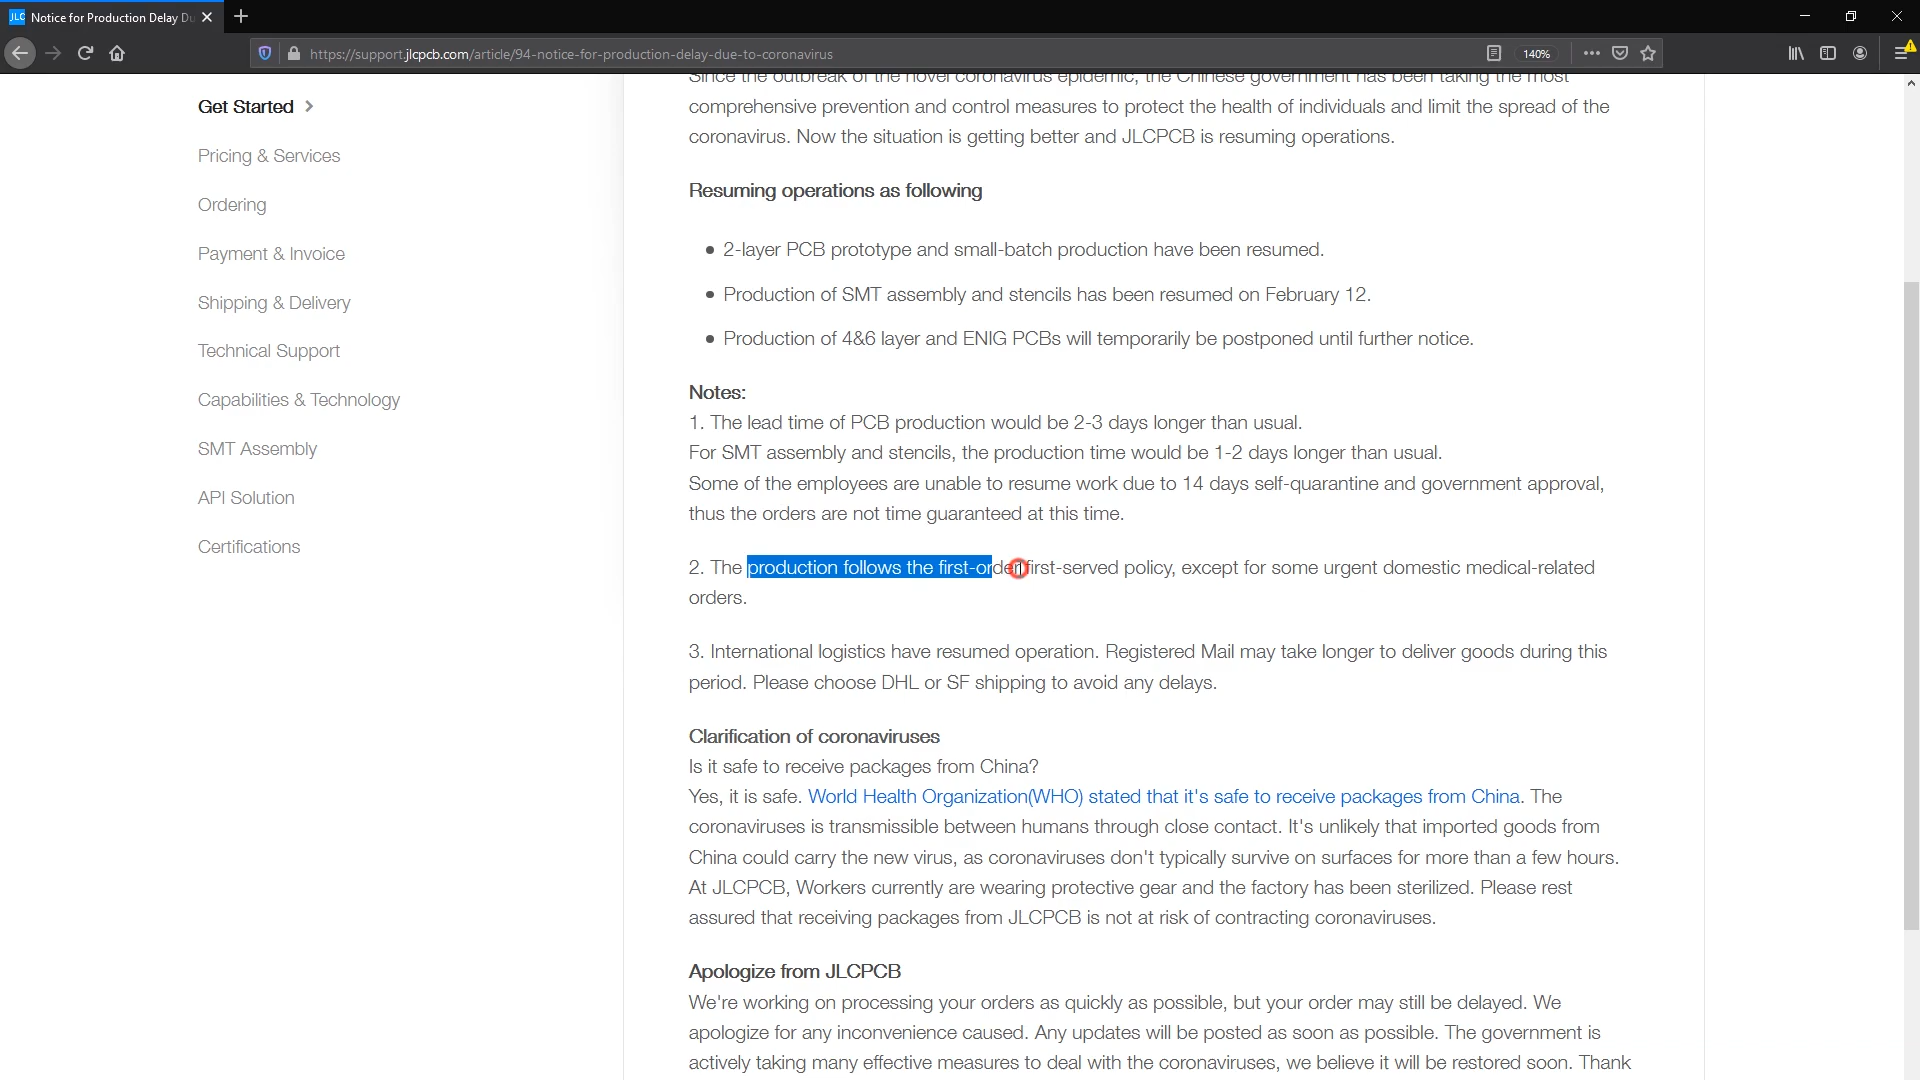 JLC Notice for Production Delay Du
https://support.jlcpcb.com/article/94-notice-for-production-delay-due-to-coronavirus
140%
Get Started
Pricing & Services
Ordering
Payment & Invoice
Shipping & Delivery
Technical Support
Capabilities & Technology
SMT Assembly
API Solution
Certifications
Since the outbreak of the novel coronavirus epidemic, the Chinese government has been taking the most
comprehensive prevention and control measures to protect the health of individuals and limit the spread of the
coronavirus. Now the situation is getting better and JLCPCB is resuming operations.
Resuming operations as following
2-layer PCB prototype and small-batch production have been resumed.
Production of SMT assembly and stencils has been resumed on February 12.
Production of 4&6 layer and ENIG PCBs will temporarily be postponed until further notice.
Notes:
1. The lead time of PCB production would be 2-3 days longer than usual.
For SMT assembly and stencils, the production time would be 1-2 days longer than usual.
Some of the employees are unable to resume work due to 14 days self-quarantine and government approval,
thus the orders are not time guaranteed at this time.
2. The production follows the first-order first-served policy, except for some urgent domestic medical-related
orders.
3. International logistics have resumed operation. Registered Mail may take longer to deliver goods during this
period. Please choose DHL or SF shipping to avoid any delays.
Clarification of coronaviruses
Is it safe to receive packages from China?
Yes, it is safe. World Health Organization(WHO) stated that it's safe to receive packages from China. The
coronaviruses is transmissible between humans through close contact. It's unlikely that imported goods from
China could carry the new virus, as coronaviruses don't typically survive on surfaces for more than a few hours.
At JLCPCB, Workers currently are wearing protective gear and the factory has been sterilized. Please rest
assured that receiving packages from JLCPCB is not at risk of contracting coronaviruses.
Apologize from JLCPCB
We're working on processing your orders as quickly as possible, but your order may still be delayed. We
apologize for any inconvenience caused. Any updates will be posted as soon as possible. The government is
actively taking many effective measures to deal with the coronaviruses, we believe it will be restored soon. Thank